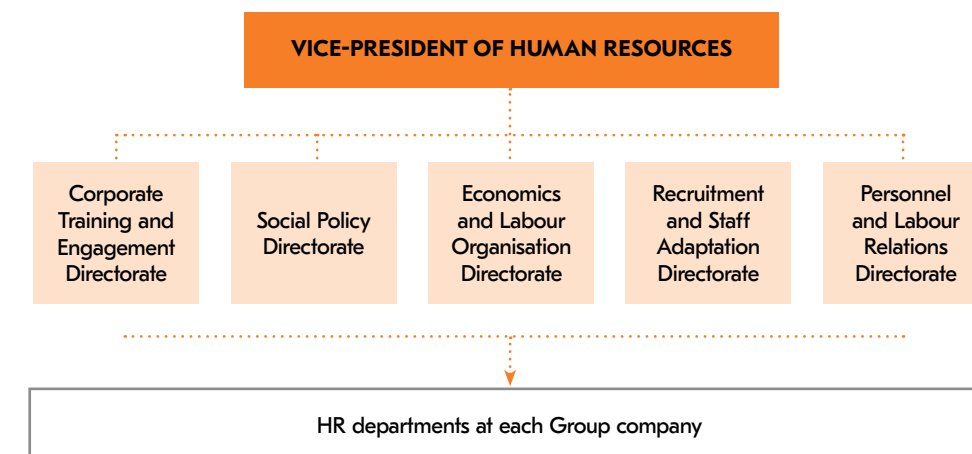 VICE-PRESIDENT OF HUMAN RESOURCES
Corporate
Training and
Engagement
Directorate
Social Policy
Directorate
Economics
and Labour
Organisation
Directorate
Recruitment
and Staff
Adaptation
Directorate
Personnel
and Labour
Relations
Directorate
HR departments at each Group company